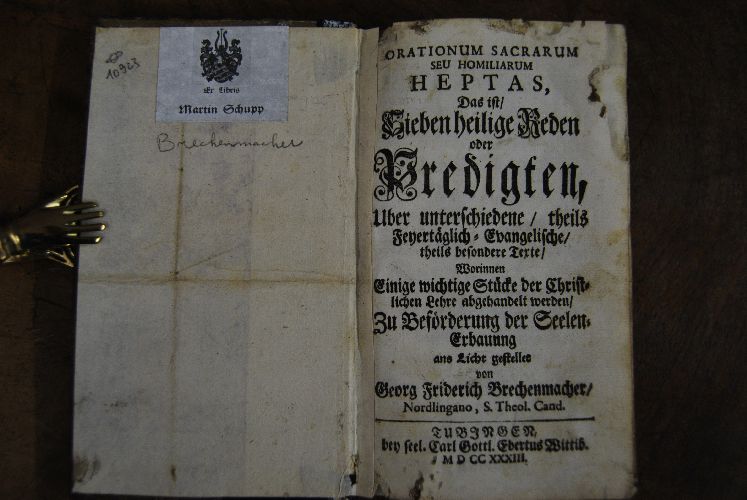 10923
Ex Libris
Martin Schupp
Brechenmacher
ORATIONUM SACRARUM
SEU HOMILIARUM
HEPTAS,
Das ist/
Sieben heilige Reden
oder
Predigten,
Uber unterschiedene / theils
Feyertäglich-Evangelische/
theils besondere Texte/
Worinnen
Einige wichtige Stücke der Christ-
lichen Lehre abgehandelt werden/
Zu Beförderung der Seelen-
Erbauung
ans Licht gestellet
von
Georg Friderich Brechenmacher/
Nordlingano, S. Theol. Cand.
TUBINGEN,
bey seel. Carl Gottl. Ebertus Wittib.
M D CC XXXIII.